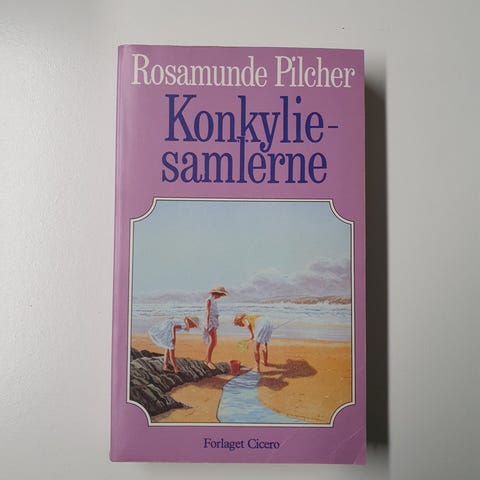 Rosamunde Pilcher
Konkylie-
samlerne
Forlaget Cicero